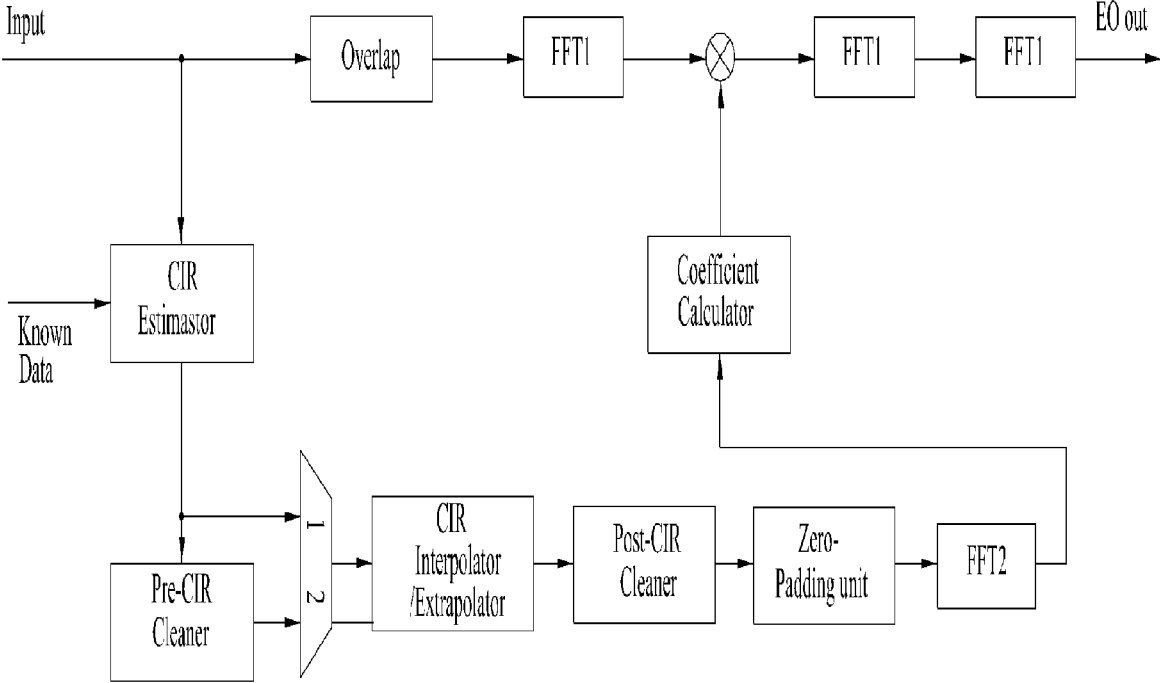 Input
Overlap
FFT1
FFT1
FFT1
EO out
CIR
Estimastor
Known
Data
Coefficient
Calculator
1
2
Pre-CIR
Cleaner
CIR
Interpolator
/Extrapolator
Post-CIR
Cleaner
Zero-
Padding unit
FFT2